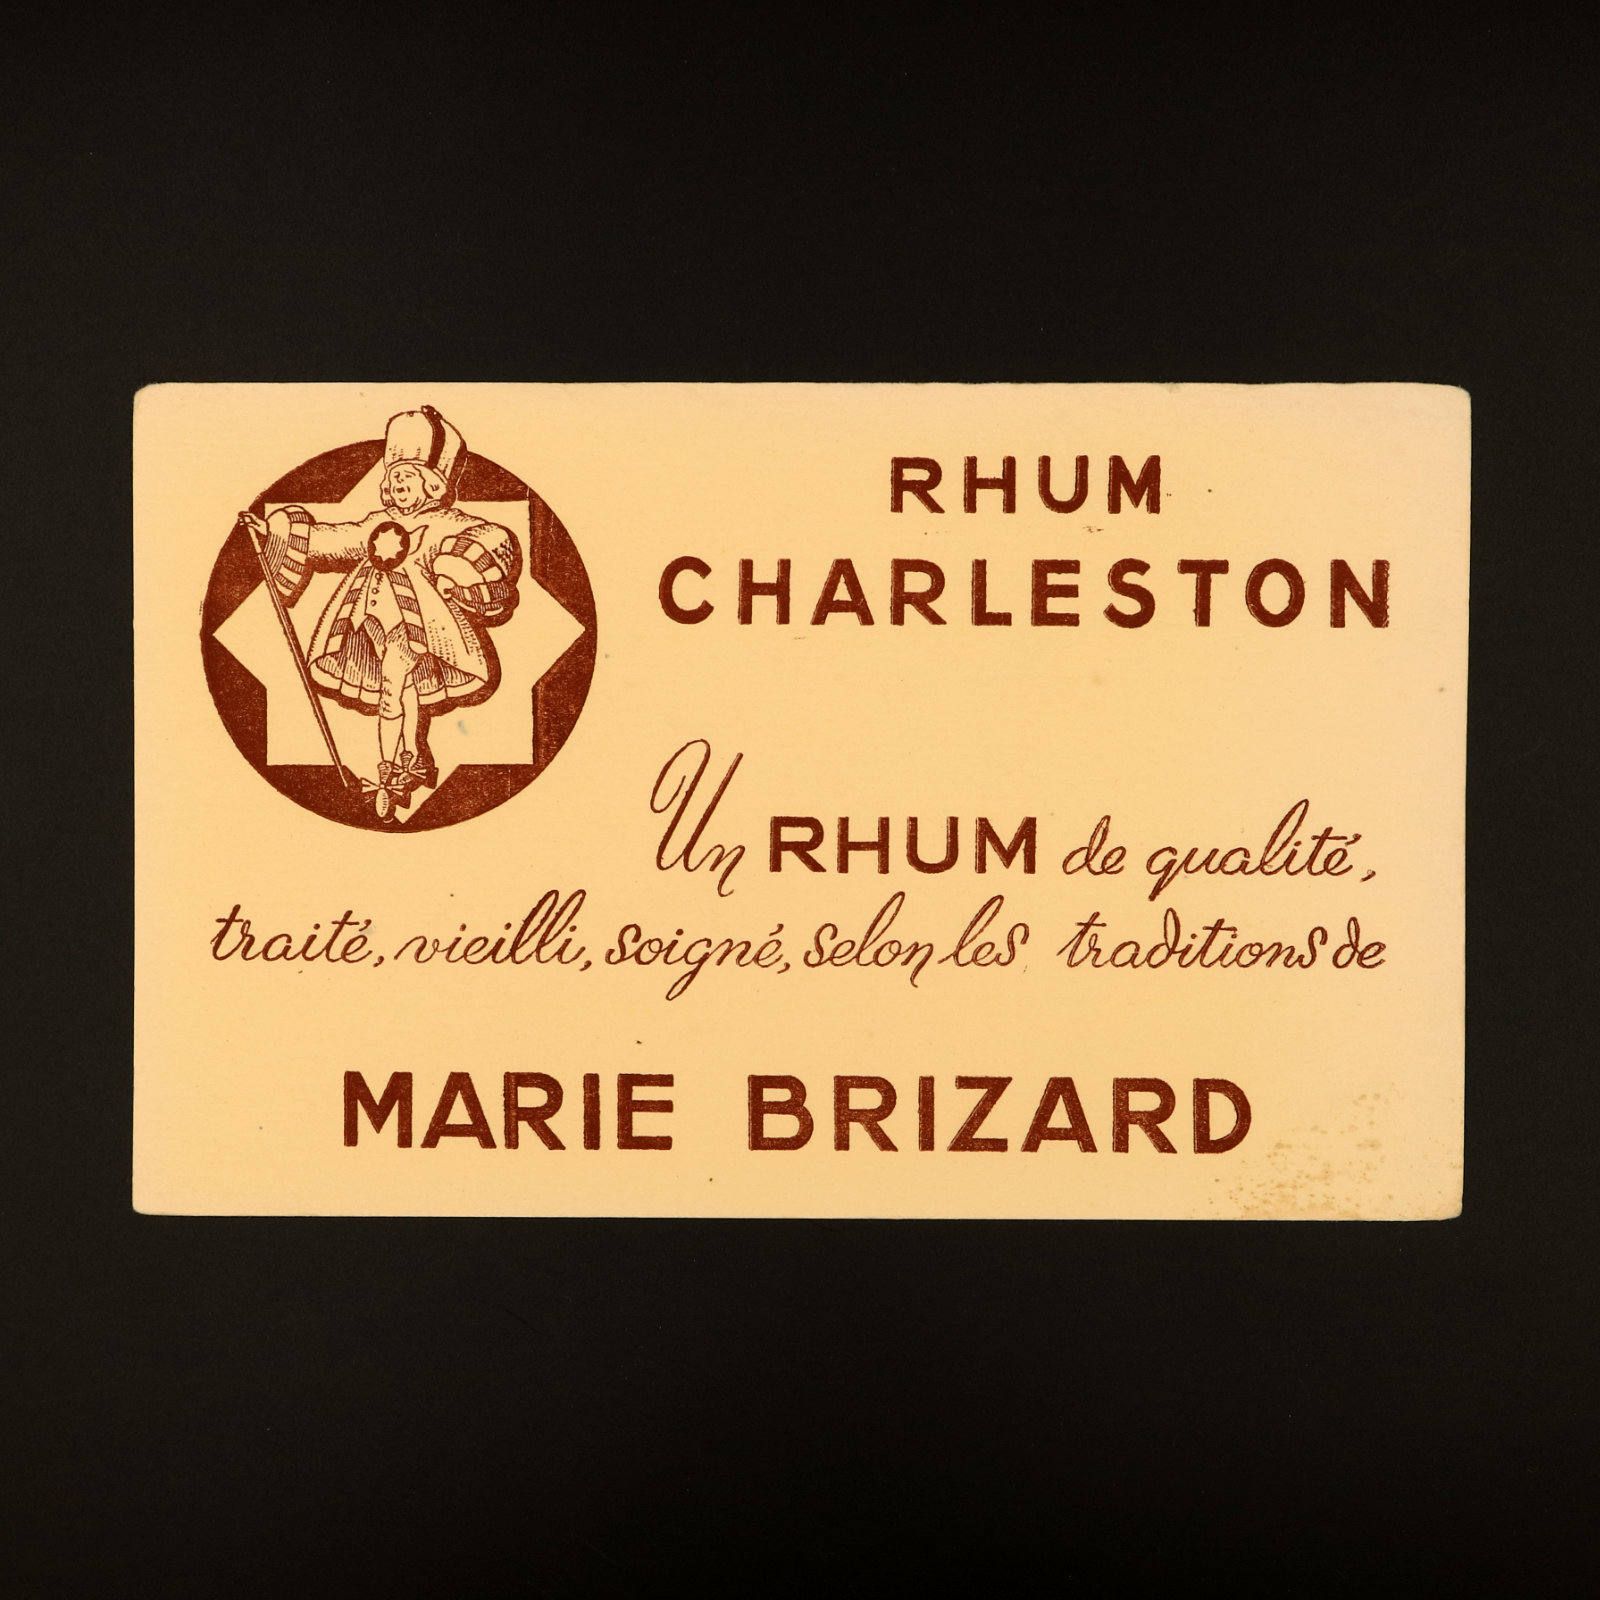 RHUM
CHARLESTON
Un RHUM de qualité,
traité, vieilli, soigné, selon les traditions de
MARIE BRIZARD